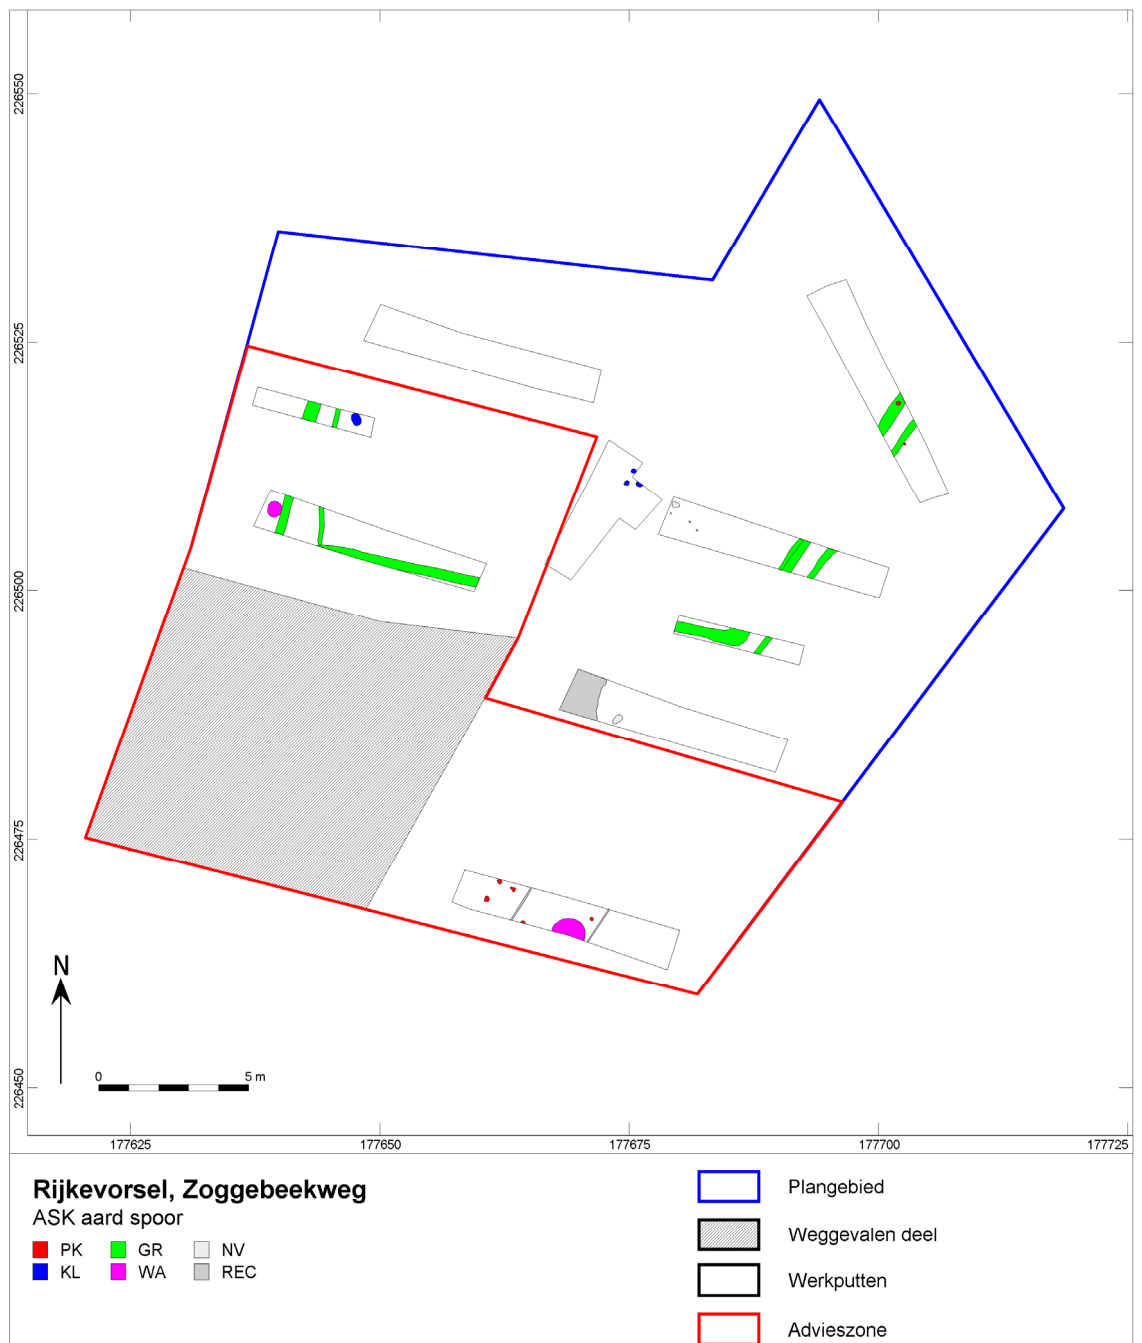 226550
226525
226500
226475
226450
N
0 5 m
177625 177650 177675 177700 177725
Rijkevorsel, Zoggebeekweg
ASK aard spoor
PK GR NV
KL WA REC
Plangebied
Weggevalen deel
Werkputten
Advieszone